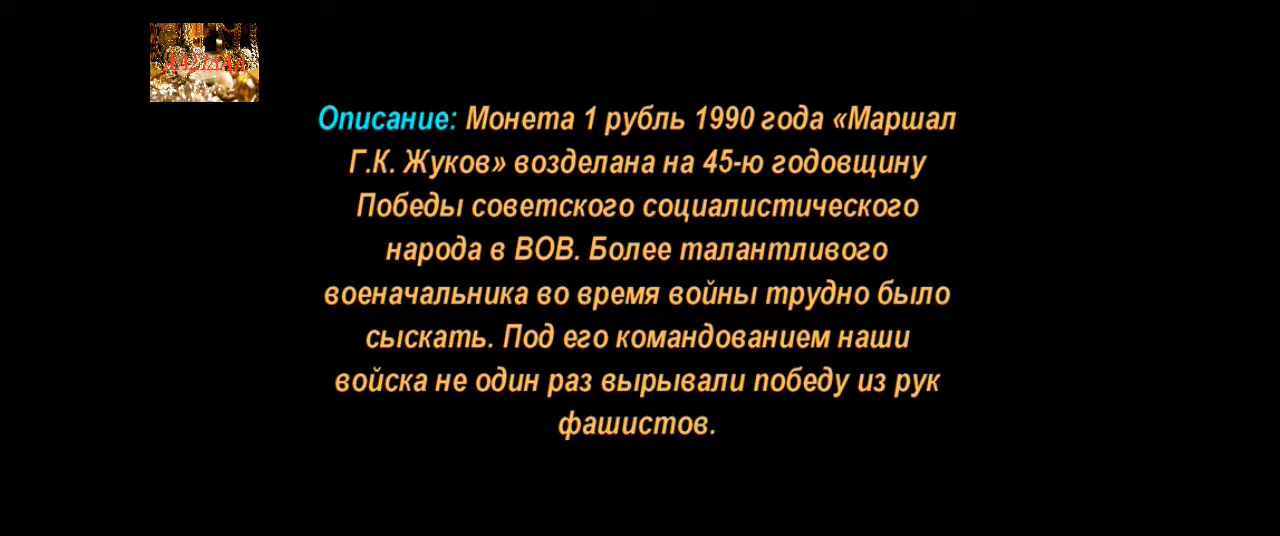 Описание: Монета 1 рубль 1990 года «Маршал
Г.К. Жуков» возделана на 45-ю годовщину
Победы советского социалистического
народа в ВОВ. Более талантливого
военачальника во время войны трудно было
сыскать. Под его командованием наши
войска не один раз вырывали победу из рук
фашистов.